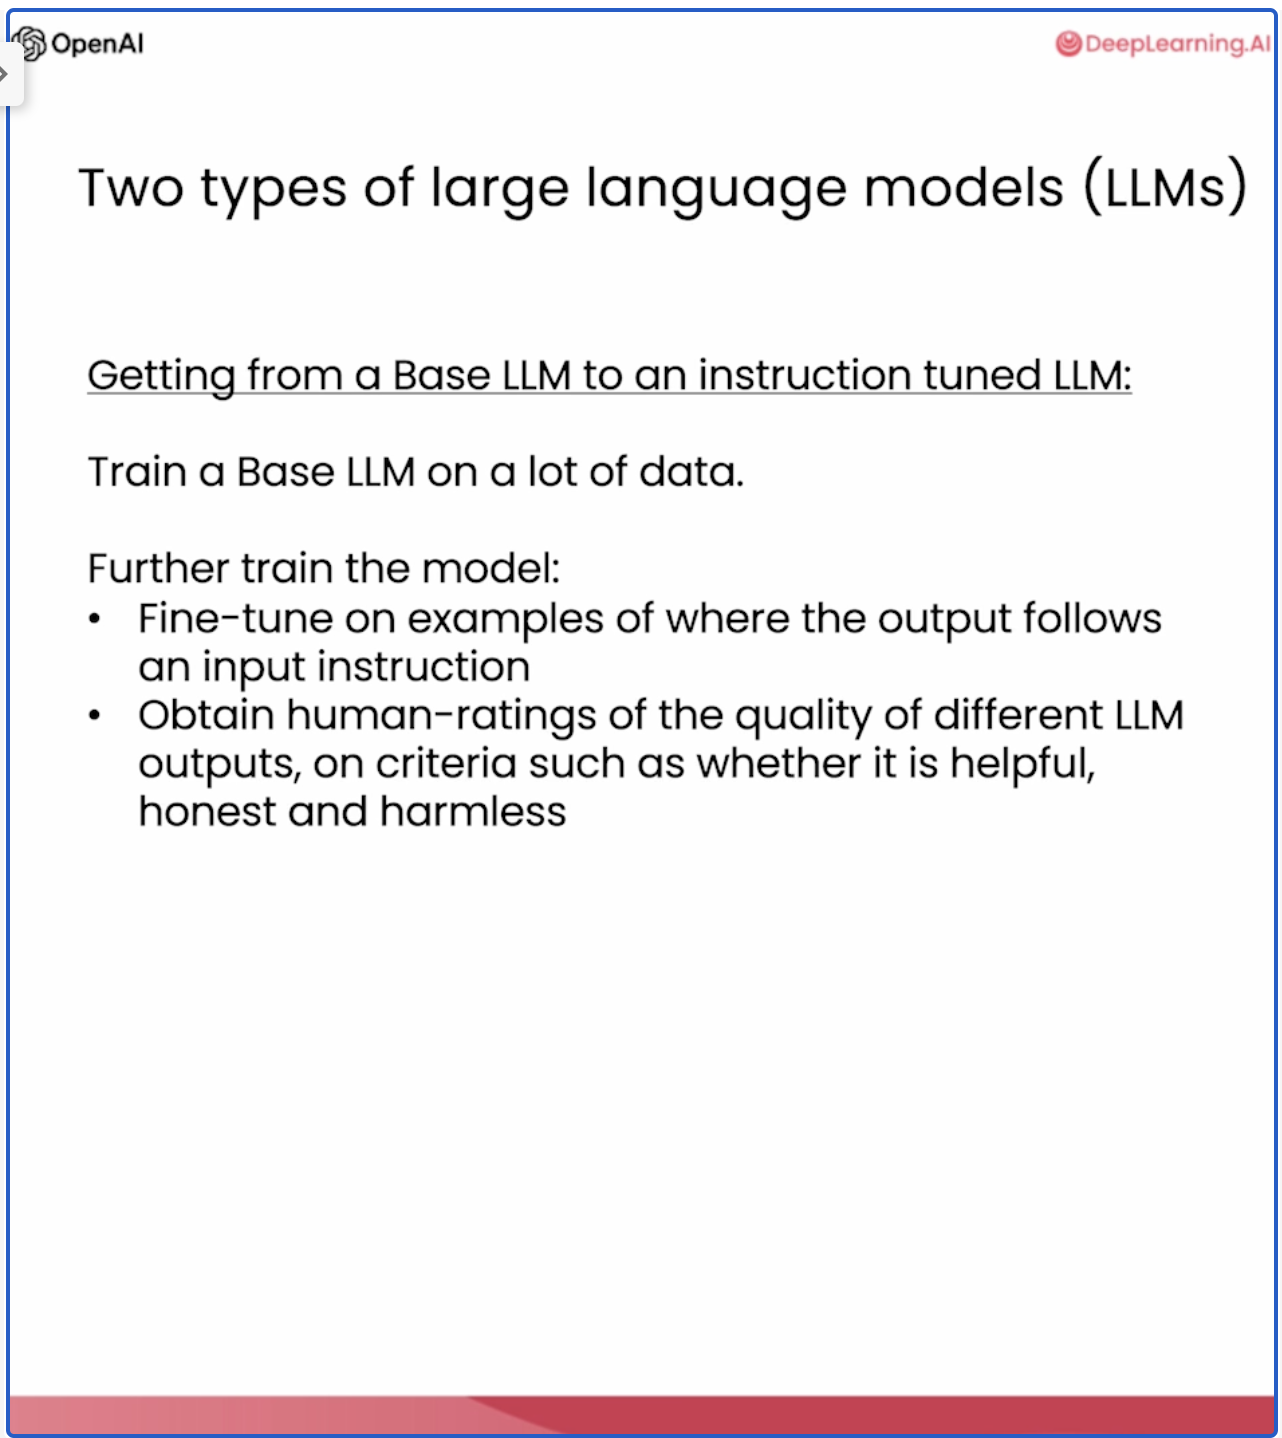 OpenAI
DeepLearning.AI
Two types of large language models (LLMs)
Getting from a Base LLM to an instruction tuned LLM:
Train a Base LLM on a lot of data.
Further train the model:
• Fine-tune on examples of where the output follows
an input instruction
• Obtain human-ratings of the quality of different LLM
outputs, on criteria such as whether it is helpful,
honest and harmless